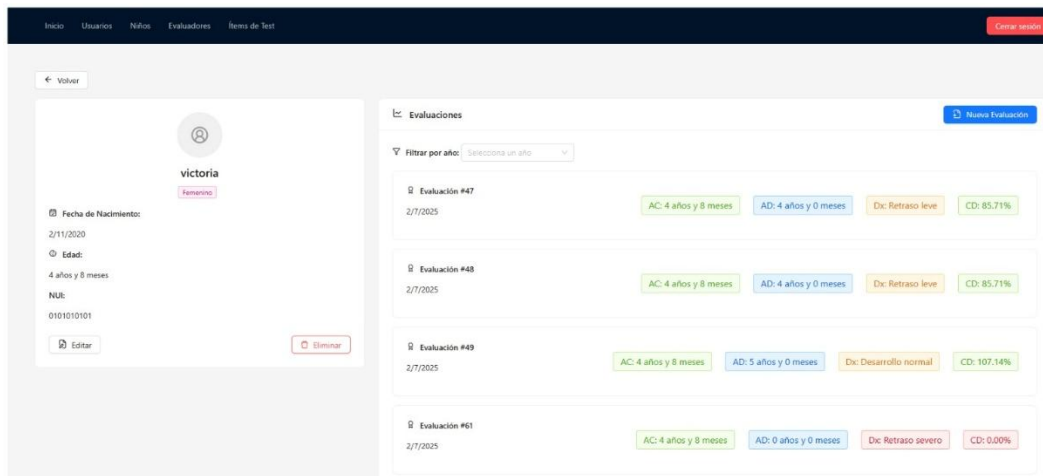 Inicio Usuarios Niños Evaluadores Ítems de Test Cerrar sesión
Volver
victoria
Femenino
Fecha de Nacimiento:
2/11/2020
Edad:
4 años y 8 meses
NUI:
0101010101
Editar Eliminar
Evaluaciones Nueva Evaluación
Filtrar por año: Selecciona un año
Evaluación #47
2/7/2025
AC: 4 años y 8 meses AD: 4 años y 0 meses Dx: Retraso leve CD: 85.71%
Evaluación #48
2/7/2025
AC: 4 años y 8 meses AD: 4 años y 0 meses Dx: Retraso leve CD: 85.71%
Evaluación #49
2/7/2025
AC: 4 años y 8 meses AD: 5 años y 0 meses Dx: Desarrollo normal CD: 107.14%
Evaluación #61
2/7/2025
AC: 4 años y 8 meses AD: 0 años y 0 meses Dx: Retraso severo CD: 0.00%